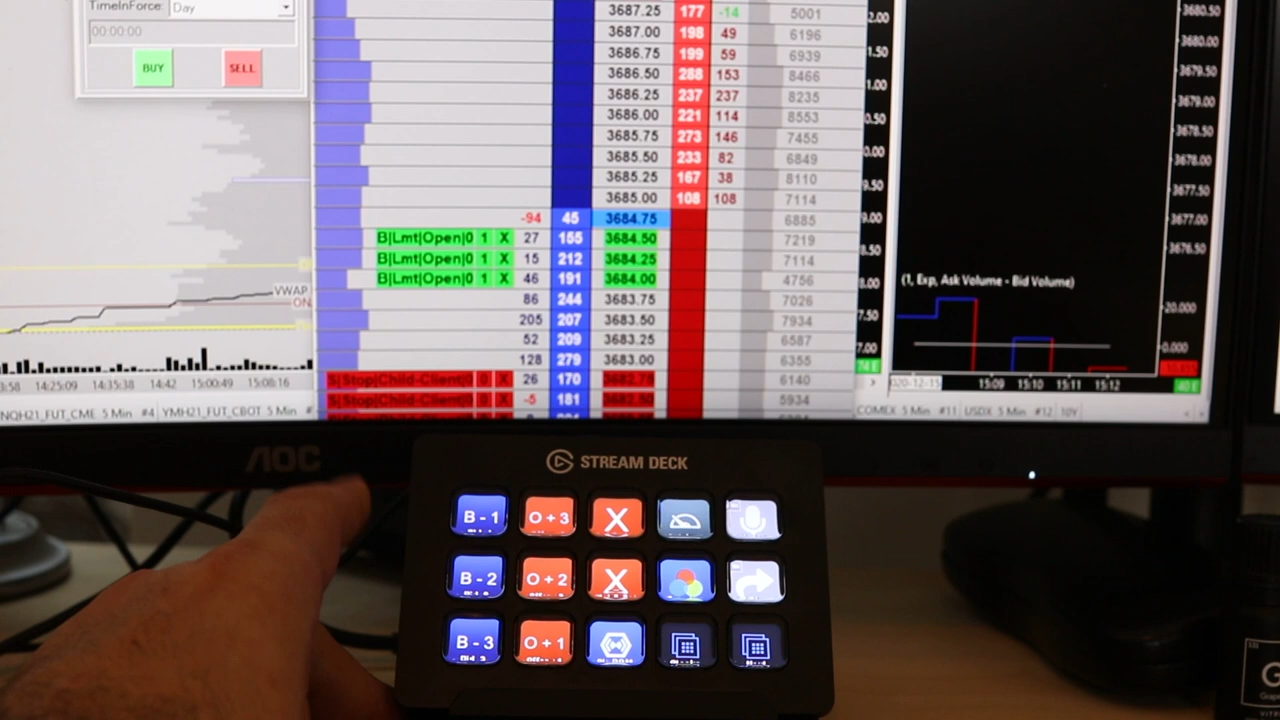 TimeInForce: Day
00:00:00
BUY SELL
3687.25 177 -14 5001
3687.00 198 49 6196
3686.75 199 59 6939
3686.50 288 153 8466
3686.25 237 237 8235
3686.00 221 114 8553
3685.75 273 146 7455
3685.50 233 82 6849
3685.25 167 38 8110
3685.00 108 108 7114
-94 45 3684.75 6885
B|Lmt|Open|0 1 X 27 155 3684.50 7219
B|Lmt|Open|0 1 X 15 212 3684.25 7114
B|Lmt|Open|0 1 X 46 191 3684.00 4756
86 244 3683.75 7026
205 207 3683.50 7934
52 209 3683.25 6587
128 279 3683.00 6355
S|Stop|Child-Client|0 0 X 26 170 3682.75 6140
X -5 181 3682.50 5934
VWAP
ON
14:25:09 14:35:38 14:42 15:00:49 15:08:16
NQH21_FUT_CME 5 Min #4 YMH21_FUT_CBOT 5 Min
3680.50
3680.00
3679.50
3679.00
3678.50
3678.00
3677.50
3677.00
3676.50
(1, Exp, Ask Volume - Bid Volume)
20.000
0.000
2020-12-15 15:09 15:10 15:11 15:12
COMEX 5 Min #11 USDX 5 Min #12 10Y
AOC
STREAM DECK
B - 1 O + 3 X
B - 2 O + 2 X
B - 3 O + 1